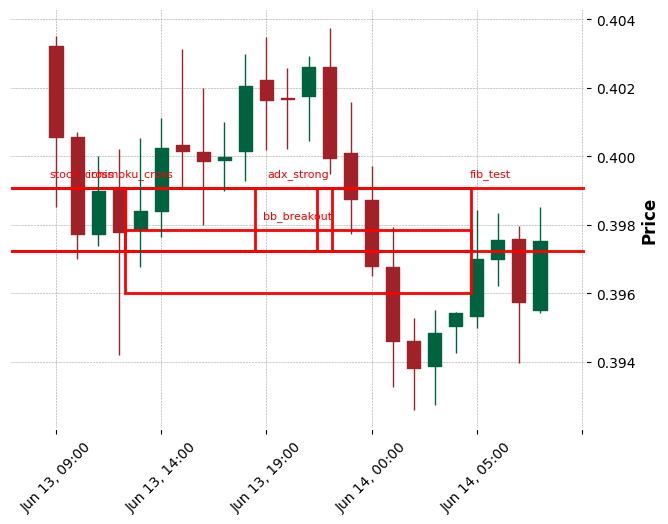 0.404
0.402
0.400
0.398
0.396
0.394
Price
stoch_cross
ichimoku_cross
adx_strong
fib_test
bb_breakout
Jun 13, 09:00
Jun 13, 14:00
Jun 13, 19:00
Jun 14, 00:00
Jun 14, 05:00